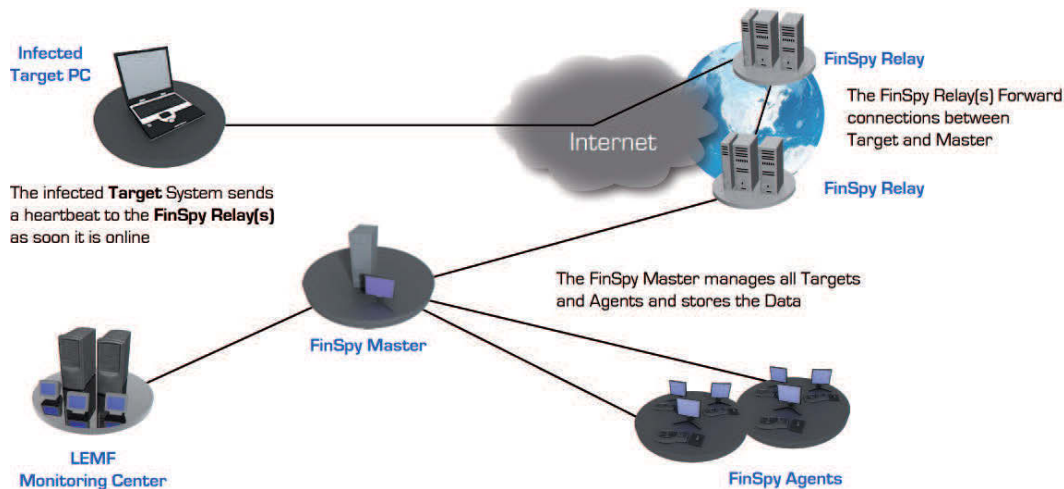 Infected
Target PC
The infected Target System sends
a heartbeat to the FinSpy Relay(s)
as soon it is online
Internet
FinSpy Relay
The FinSpy Relay(s) Forward
connections between
Target and Master
FinSpy Relay
FinSpy Master
The FinSpy Master manages all Targets
and Agents and stores the Data
LEMF
Monitoring Center
FinSpy Agents